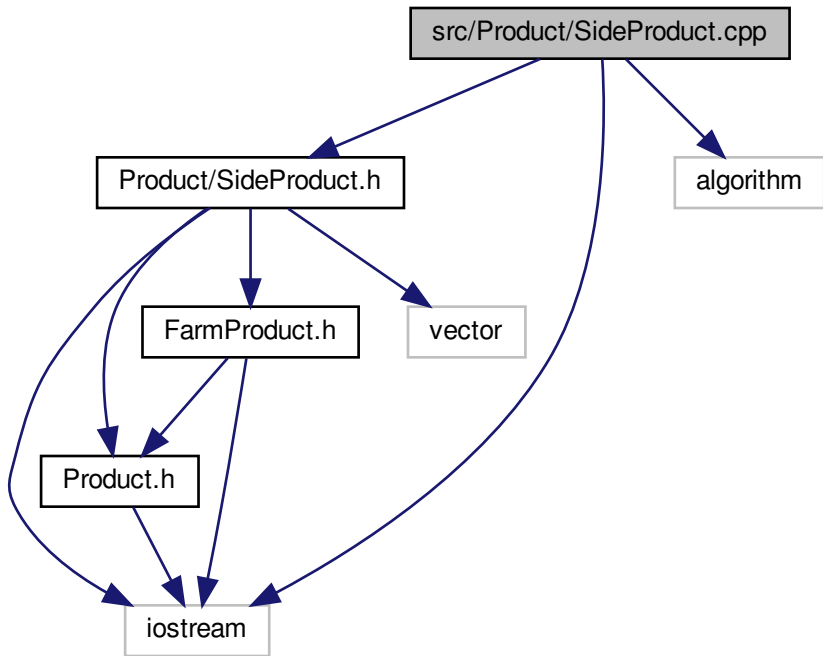 src/Product/SideProduct.cpp
Product/SideProduct.h
algorithm
FarmProduct.h
vector
Product.h
iostream